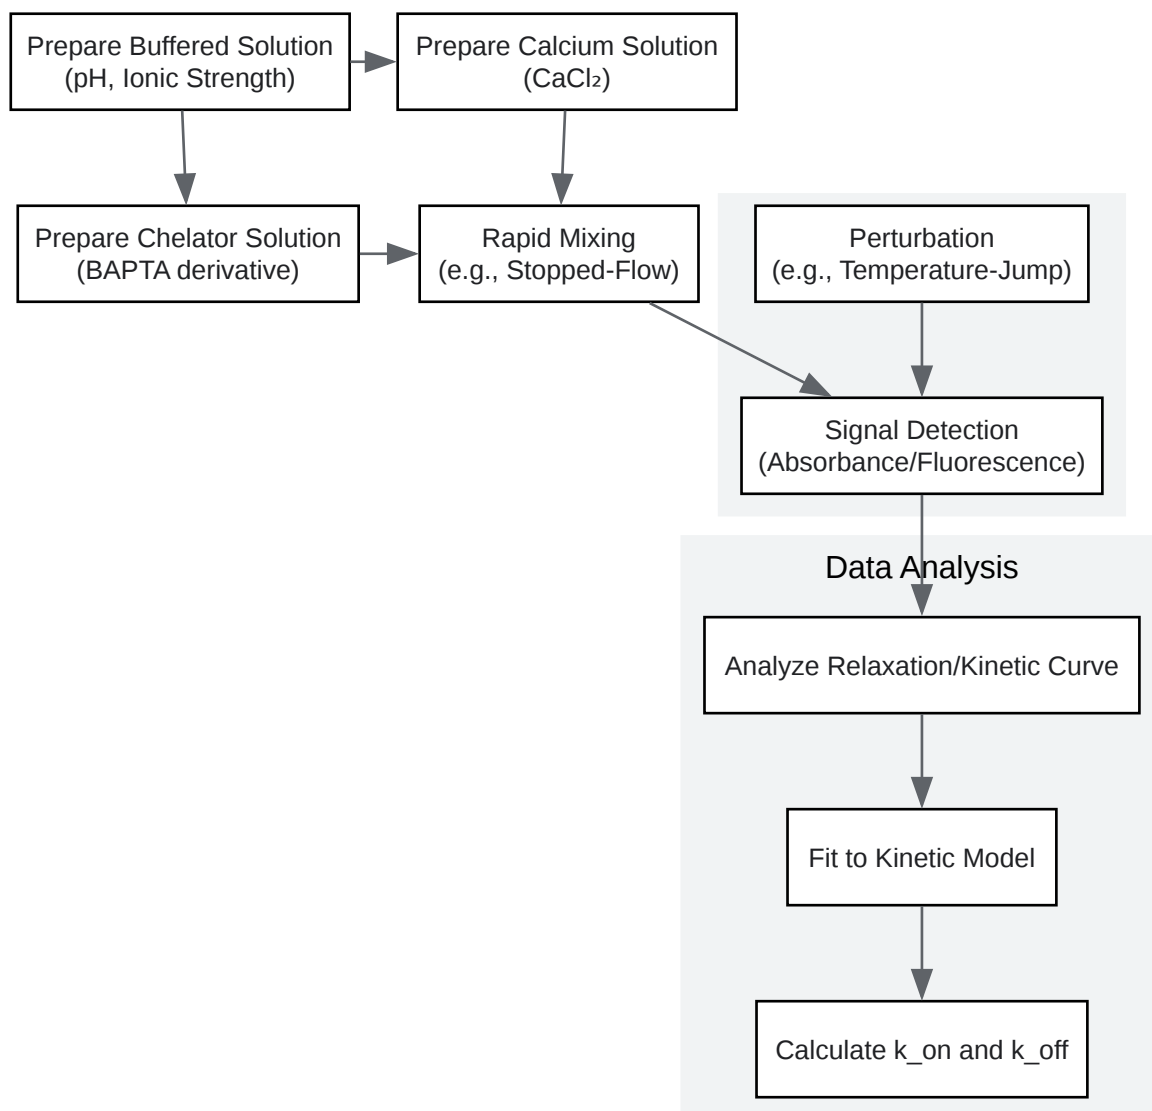 Prepare Buffered Solution
(pH, Ionic Strength)
Prepare Calcium Solution
(CaCl₂)
Prepare Chelator Solution
(BAPTA derivative)
Rapid Mixing
(e.g., Stopped-Flow)
Perturbation
(e.g., Temperature-Jump)
Signal Detection
(Absorbance/Fluorescence)
Data Analysis
Analyze Relaxation/Kinetic Curve
Fit to Kinetic Model
Calculate k_on and k_off